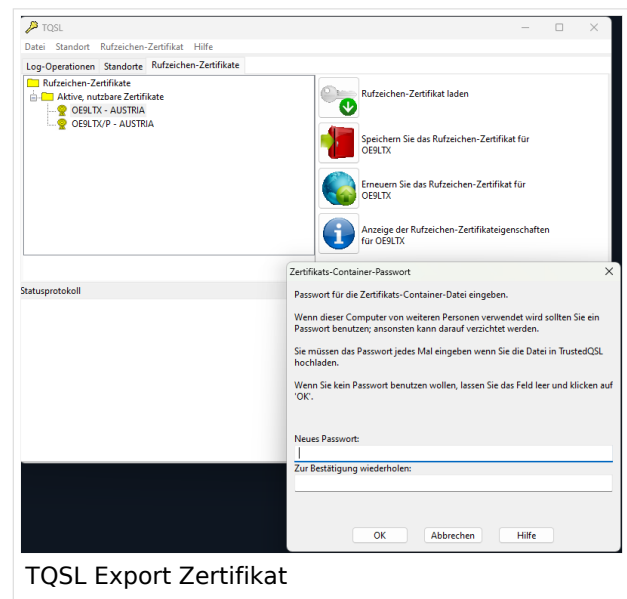 TQSL
Datei Standort Rufzeichen-Zertifikat Hilfe
Log-Operationen Standorte Rufzeichen-Zertifikate
Rufzeichen-Zertifikate
Aktive, nutzbare Zertifikate
OE9LTX - AUSTRIA
OE9LTX/P - AUSTRIA
Rufzeichen-Zertifikat laden
Speichern Sie das Rufzeichen-Zertifikat für
OE9LTX
Erneuern Sie das Rufzeichen-Zertifikat für
OE9LTX
Anzeige der Rufzeichen-Zertifikateigenschaften
für OE9LTX
Statusprotokoll
Zertifikats-Container-Passwort
Passwort für die Zertifikats-Container-Datei eingeben.
Wenn dieser Computer von weiteren Personen verwendet wird sollten Sie ein
Passwort benutzen; ansonsten kann darauf verzichtet werden.
Sie müssen das Passwort jedes Mal eingeben wenn Sie die Datei in TrustedQSL
hochladen.
Wenn Sie kein Passwort benutzen wollen, lassen Sie das Feld leer und klicken auf
'OK'.
Neues Passwort:
Zur Bestätigung wiederholen:
OK Abbrechen Hilfe
TQSL Export Zertifikat